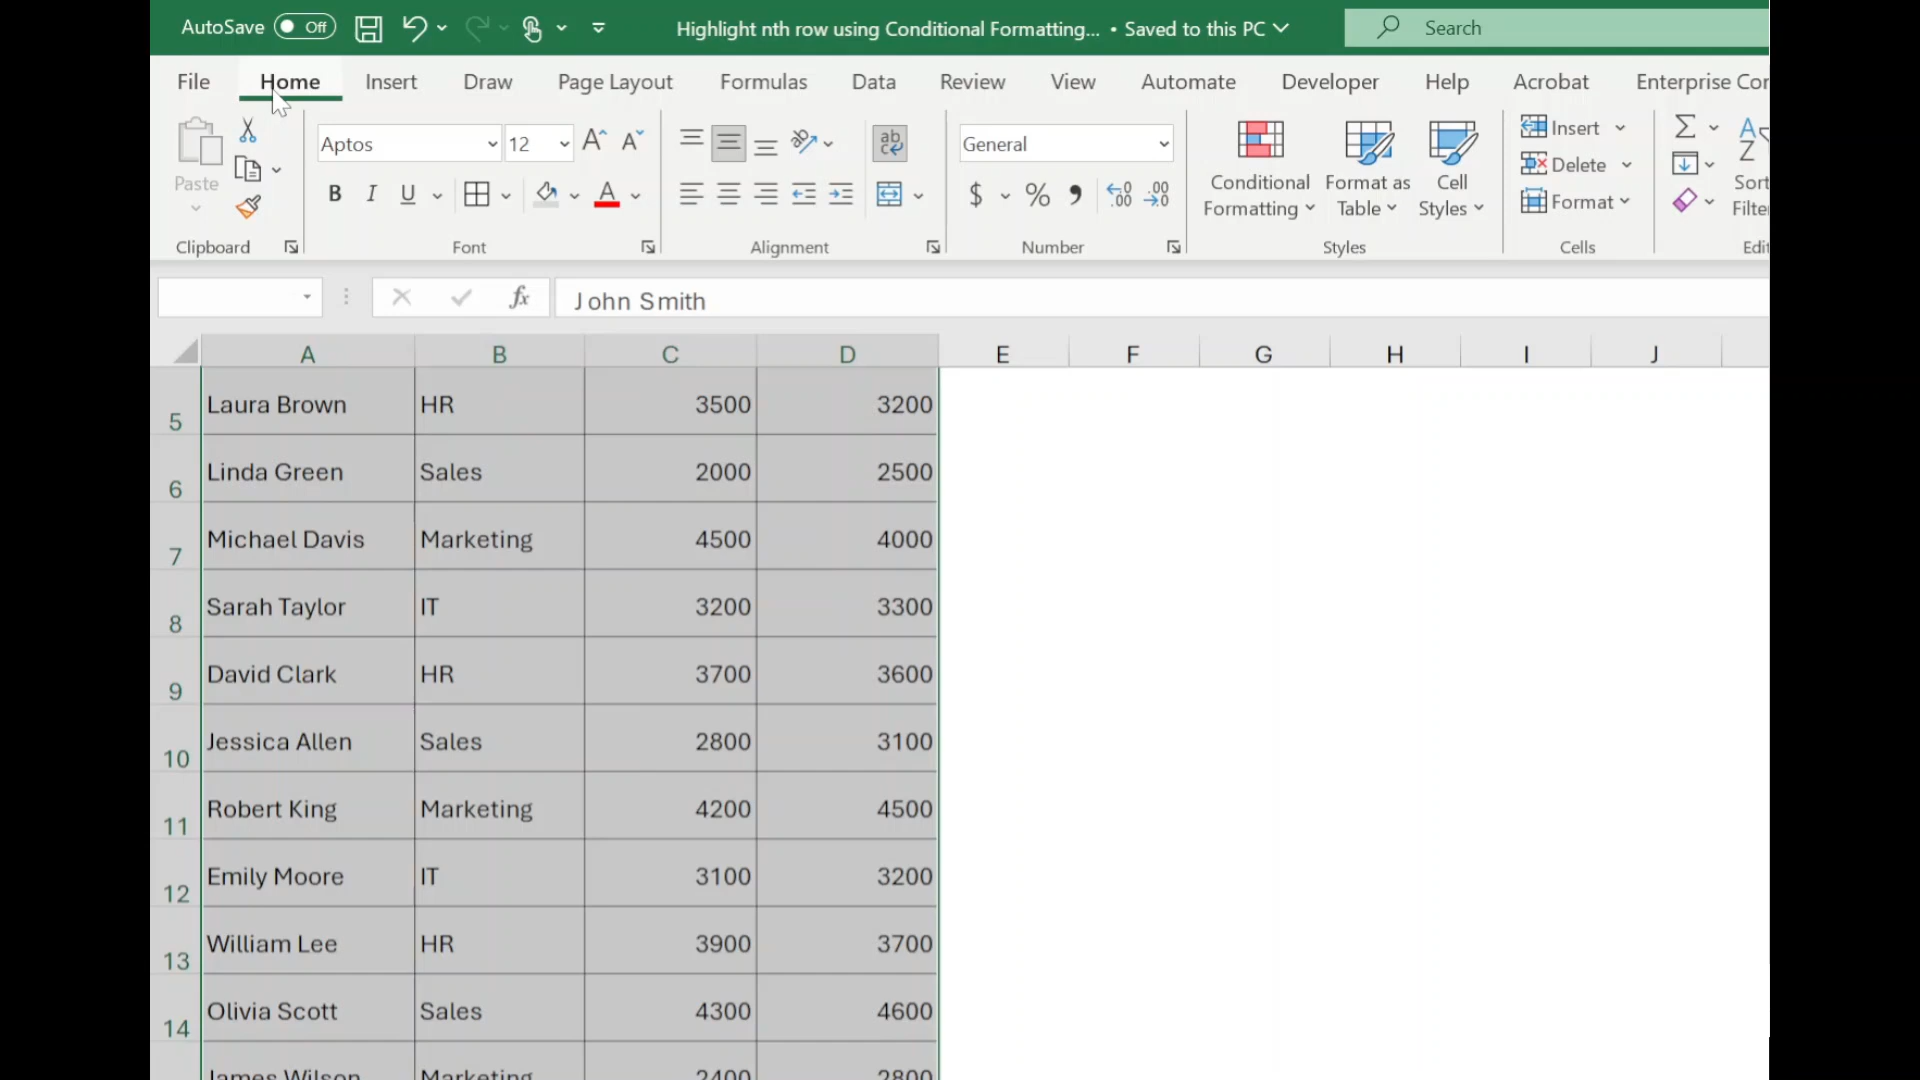 AutoSave Off Highlight nth row using Conditional Formatting... • Saved to this PC Search
File Home Insert Draw Page Layout Formulas Data Review View Automate Developer Help Acrobat Enterprise Cor
Paste
Clipboard
Aptos 12
B I U A
Font
ab
Alignment
General
$ % 9
Number
Conditional Formatting
Format as Table
Cell Styles
Styles
Insert
Delete
Format
Cells
Sort
Filte
Edit
fx John Smith
A B C D E F G H I J
5 Laura Brown HR 3500 3200
6 Linda Green Sales 2000 2500
7 Michael Davis Marketing 4500 4000
8 Sarah Taylor IT 3200 3300
9 David Clark HR 3700 3600
10 Jessica Allen Sales 2800 3100
11 Robert King Marketing 4200 4500
12 Emily Moore IT 3100 3200
13 William Lee HR 3900 3700
14 Olivia Scott Sales 4300 4600
James Wilson Marketing 2400 2800